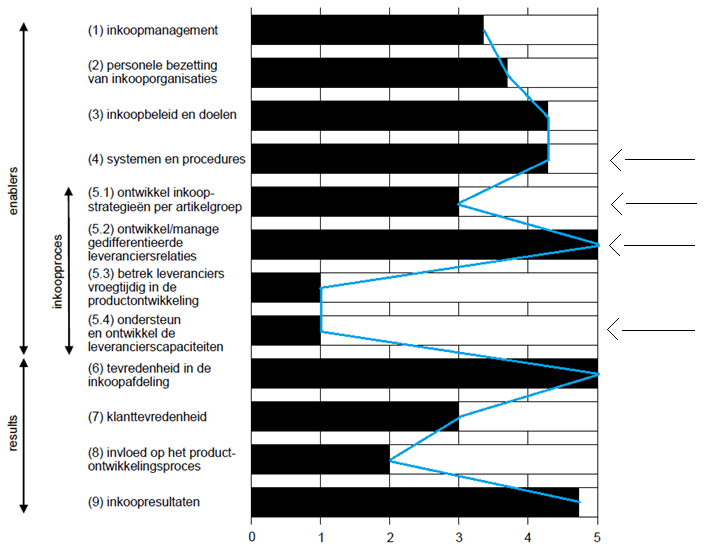 (1) inkoopmanagement
(2) personele bezetting
van inkooporganisaties
(3) inkoopbeleid en doelen
(4) systemen en procedures
(5.1) ontwikkel inkoop-
strategieën per artikelgroep
(5.2) ontwikkel/manage
gedifferentieerde
leveranciersrelaties
(5.3) betrek leveranciers
vroegtijdig in de
productontwikkeling
(5.4) ondersteun
en ontwikkel de
leverancierscapaciteiten
(6) tevredenheid in de
inkoopafdeling
(7) klanttevredenheid
(8) invloed op het product-
ontwikkelingsproces
(9) inkoopresultaten
enablers
inkoopproces
results
0 1 2 3 4 5